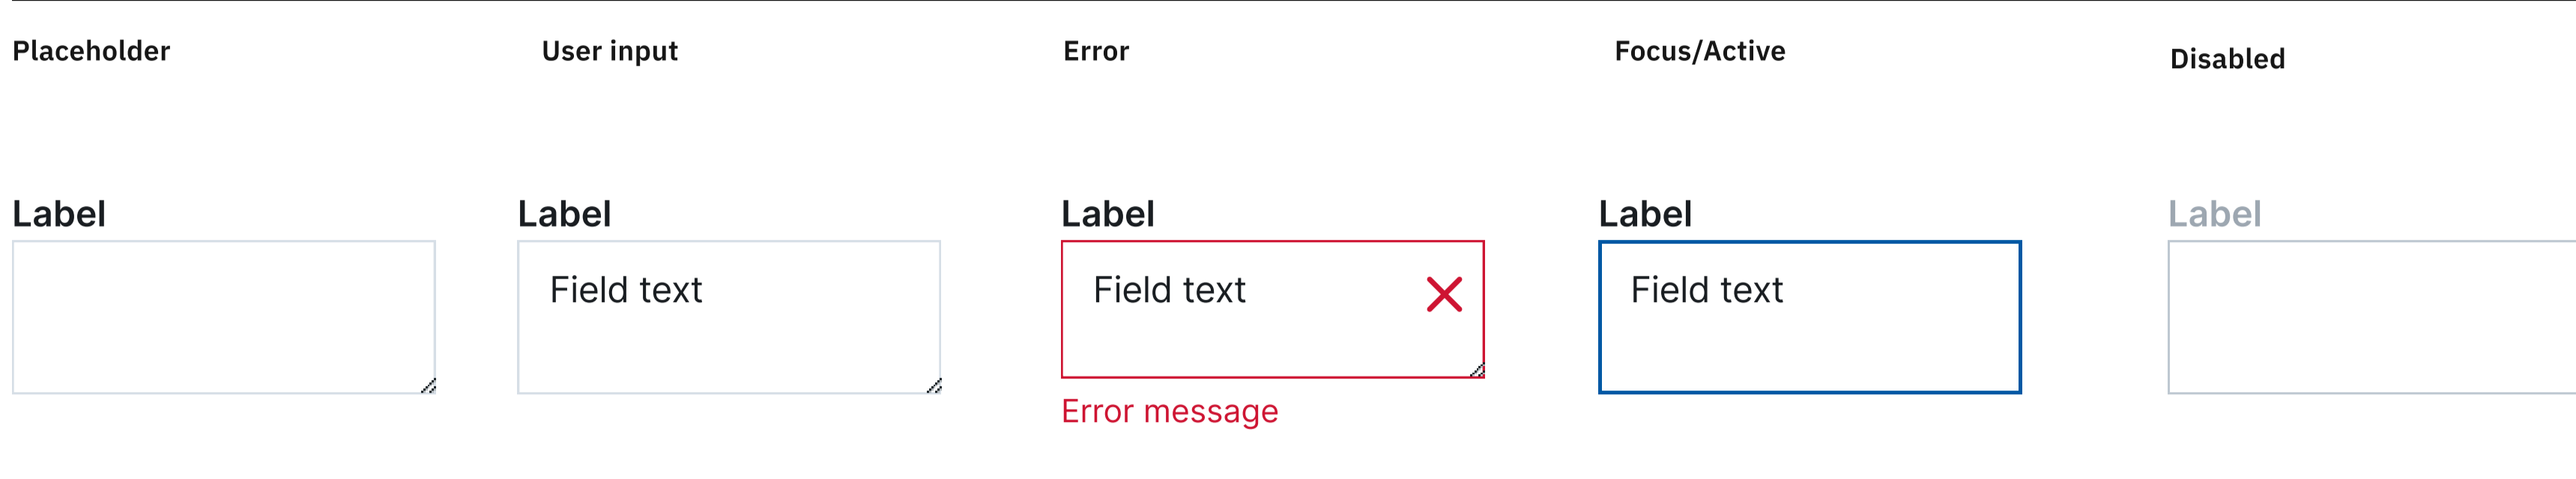 Placeholder
User input
Error
Focus/Active
Disabled
Label
Label
Label
Label
Label
Field text
Field text
Field text
Error message